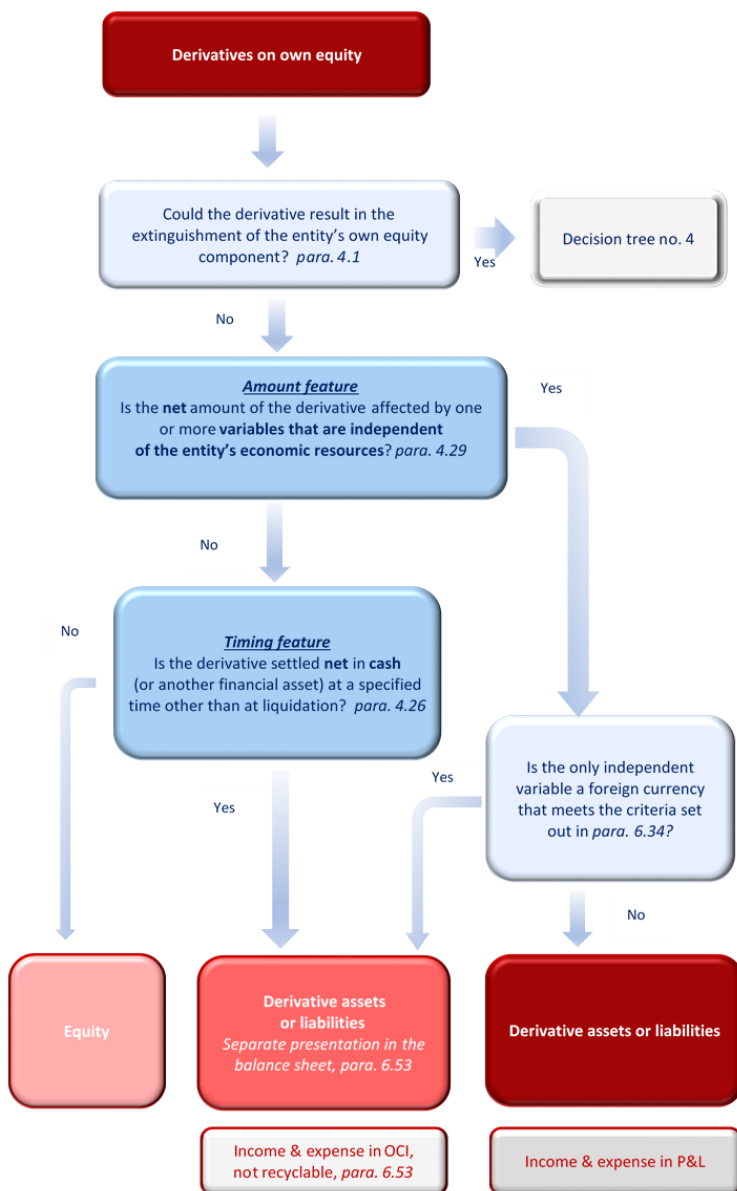 Derivatives on own equity
Could the derivative result in the
extinguishment of the entity's own equity
component? para. 4.1
Yes
Decision tree no. 4
No
Amount feature
Is the net amount of the derivative affected by one
or more variables that are independent
of the entity's economic resources? para. 4.29
Yes
No
No
Timing feature
Is the derivative settled net in cash
(or another financial asset) at a specified
time other than at liquidation? para. 4.26
Yes
Yes
Is the only independent
variable a foreign currency
that meets the criteria set
out in para. 6.34?
No
Equity
Derivative assets
or liabilities
Separate presentation in the
balance sheet, para. 6.53
Derivative assets or liabilities
Income & expense in OCI,
not recyclable, para. 6.53
Income & expense in P&L